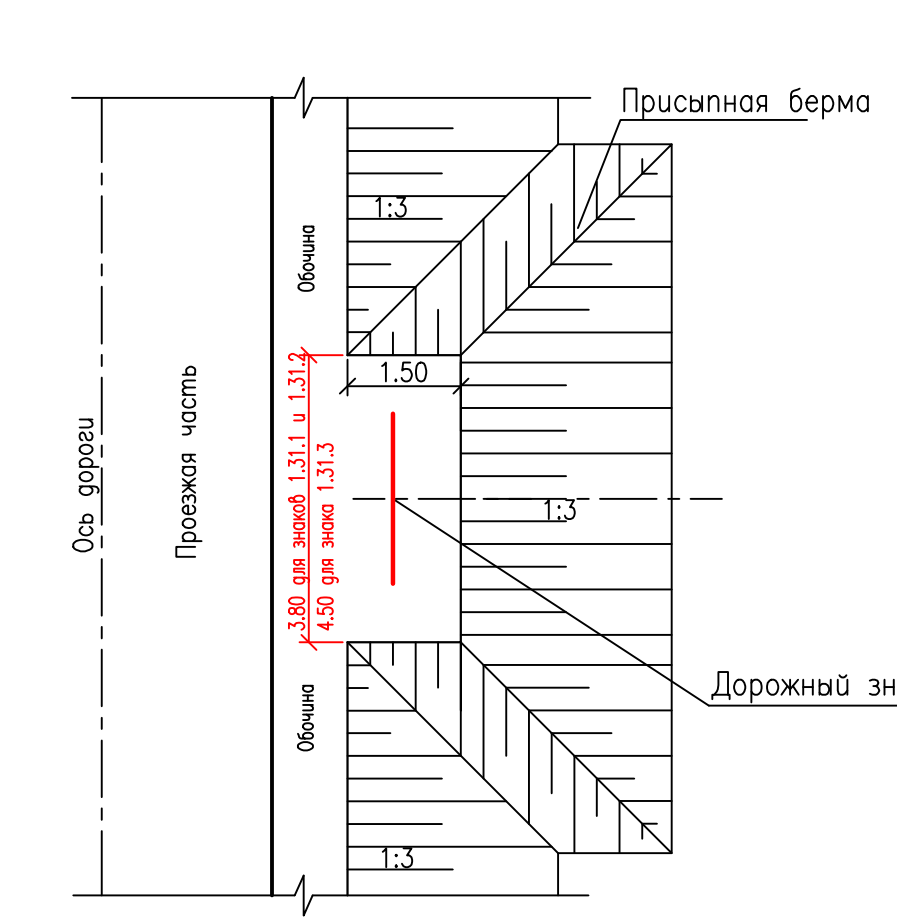 Присыпная берма
1:3
Обочина
1.50
Ось дороги
Проезжая часть
3.80 для знаков 1.31.1 и 1.31.2
4.50 для знака 1.31.3
1:3
Дорожный зн
Обочина
1:3